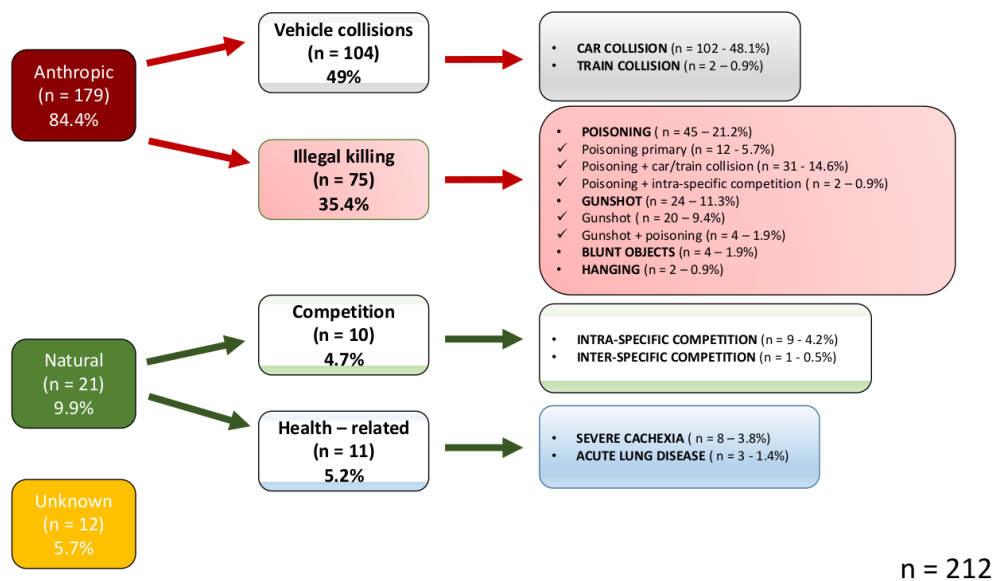 Anthropic
(n = 179)
84.4%
Vehicle collisions
(n = 104)
49%
• CAR COLLISION (n = 102 - 48.1%)
• TRAIN COLLISION (n = 2 – 0.9%)
Illegal killing
(n = 75)
35.4%
• POISONING ( n = 45 – 21.2%)
✓ Poisoning primary (n = 12 - 5.7%)
✓ Poisoning + car/train collision (n = 31 - 14.6%)
✓ Poisoning + intra-specific competition ( n = 2 – 0.9%)
• GUNSHOT (n = 24 – 11.3%)
✓ Gunshot (n = 20 – 9.4%)
✓ Gunshot + poisoning (n = 4 – 1.9%)
• BLUNT OBJECTS (n = 4 – 1.9%)
• HANGING (n = 2 – 0.9%)
Natural
(n = 21)
9.9%
Competition
(n = 10)
4.7%
• INTRA-SPECIFIC COMPETITION (n = 9 - 4.2%)
• INTER-SPECIFIC COMPETITION (n = 1 - 0.5%)
Health – related
(n = 11)
5.2%
• SEVERE CACHEXIA ( n = 8 – 3.8%)
• ACUTE LUNG DISEASE ( n = 3 - 1.4%)
Unknown
(n = 12)
5.7%
n = 212